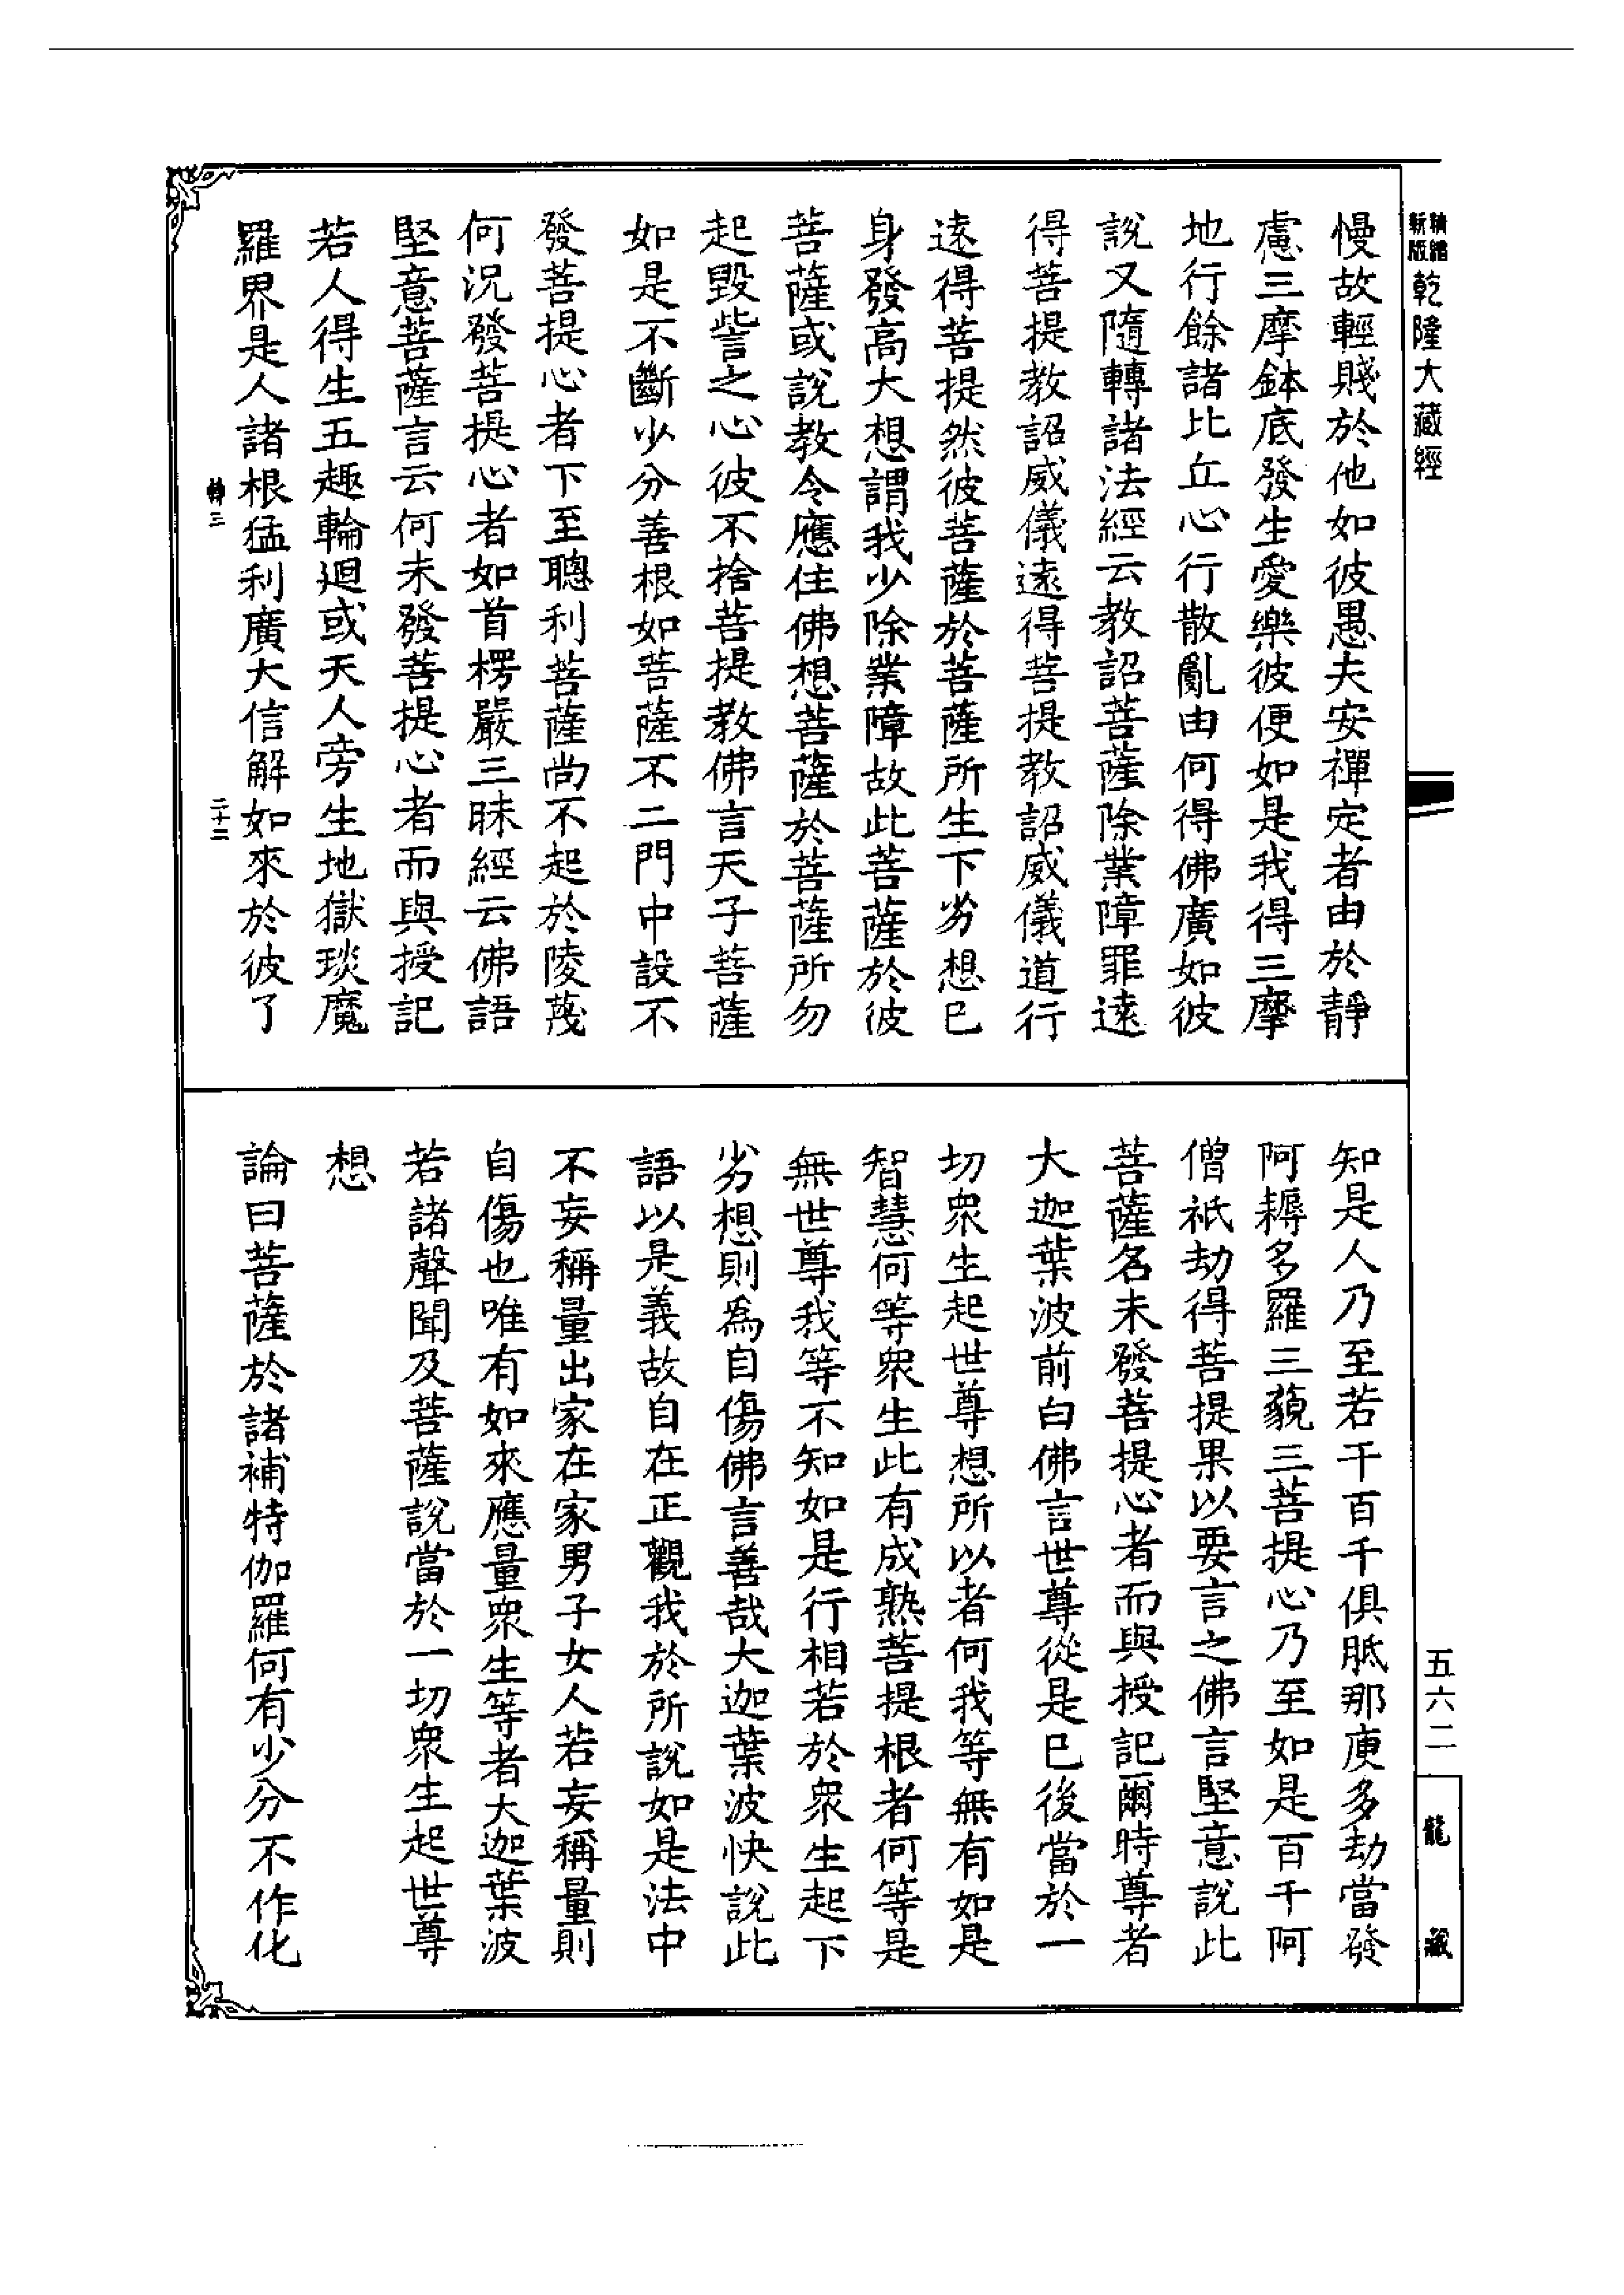 新版精縮乾隆大藏經
慢故輕賤於他如彼愚夫安禪定者由於靜
慮三摩鉢底發生愛樂彼便如是我得三摩
地行餘諸比丘心行散亂由何得佛廣如彼
說又隨轉諸法經云教詔菩薩除業障罪遠
得菩提教詔威儀遠得菩提教詔威儀道行
遠得菩提然彼菩薩於菩薩所生下劣想已
身發高大想謂我少除業障故此菩薩於彼
菩薩或說教令應住佛想菩薩於菩薩所勿
起毀訾之心彼不捨菩提教佛言天子菩薩
如是不斷少分善根如菩薩不二門中設不
發菩提心者下至聰利菩薩尚不起於陵蔑
何況發菩提心者如首楞嚴三昧經云佛語
堅意菩薩言云何未發菩提心者而與授記
若人得生五趣輪迴或天人旁生地獄琰魔
羅界是人諸根猛利廣大信解如來於彼了
轉三
二十二
知是人乃至若干百千俱胝那庾多劫當發
阿耨多羅三藐三菩提心乃至如是百千阿
僧祇劫得菩提果以要言之佛言堅意說此
菩薩名未發菩提心者而與授記爾時尊者
大迦葉波前白佛言世尊從是已後當於一
切衆生起世尊想所以者何我等無有如是
智慧何等衆生此有成熟菩提根者何等是
無世尊我等不知如是行相若於衆生起下
劣想則為自傷佛言善哉大迦葉波快說此
語以是義故自在正觀我於所說如是法中
不妄稱量出家在家男子女人若妄稱量則
自傷也唯有如來應量衆生等者大迦葉波
若諸聲聞及菩薩說當於一切衆生起世尊
想
論曰菩薩於諸補特伽羅何有少分不作化
五六二
龍藏